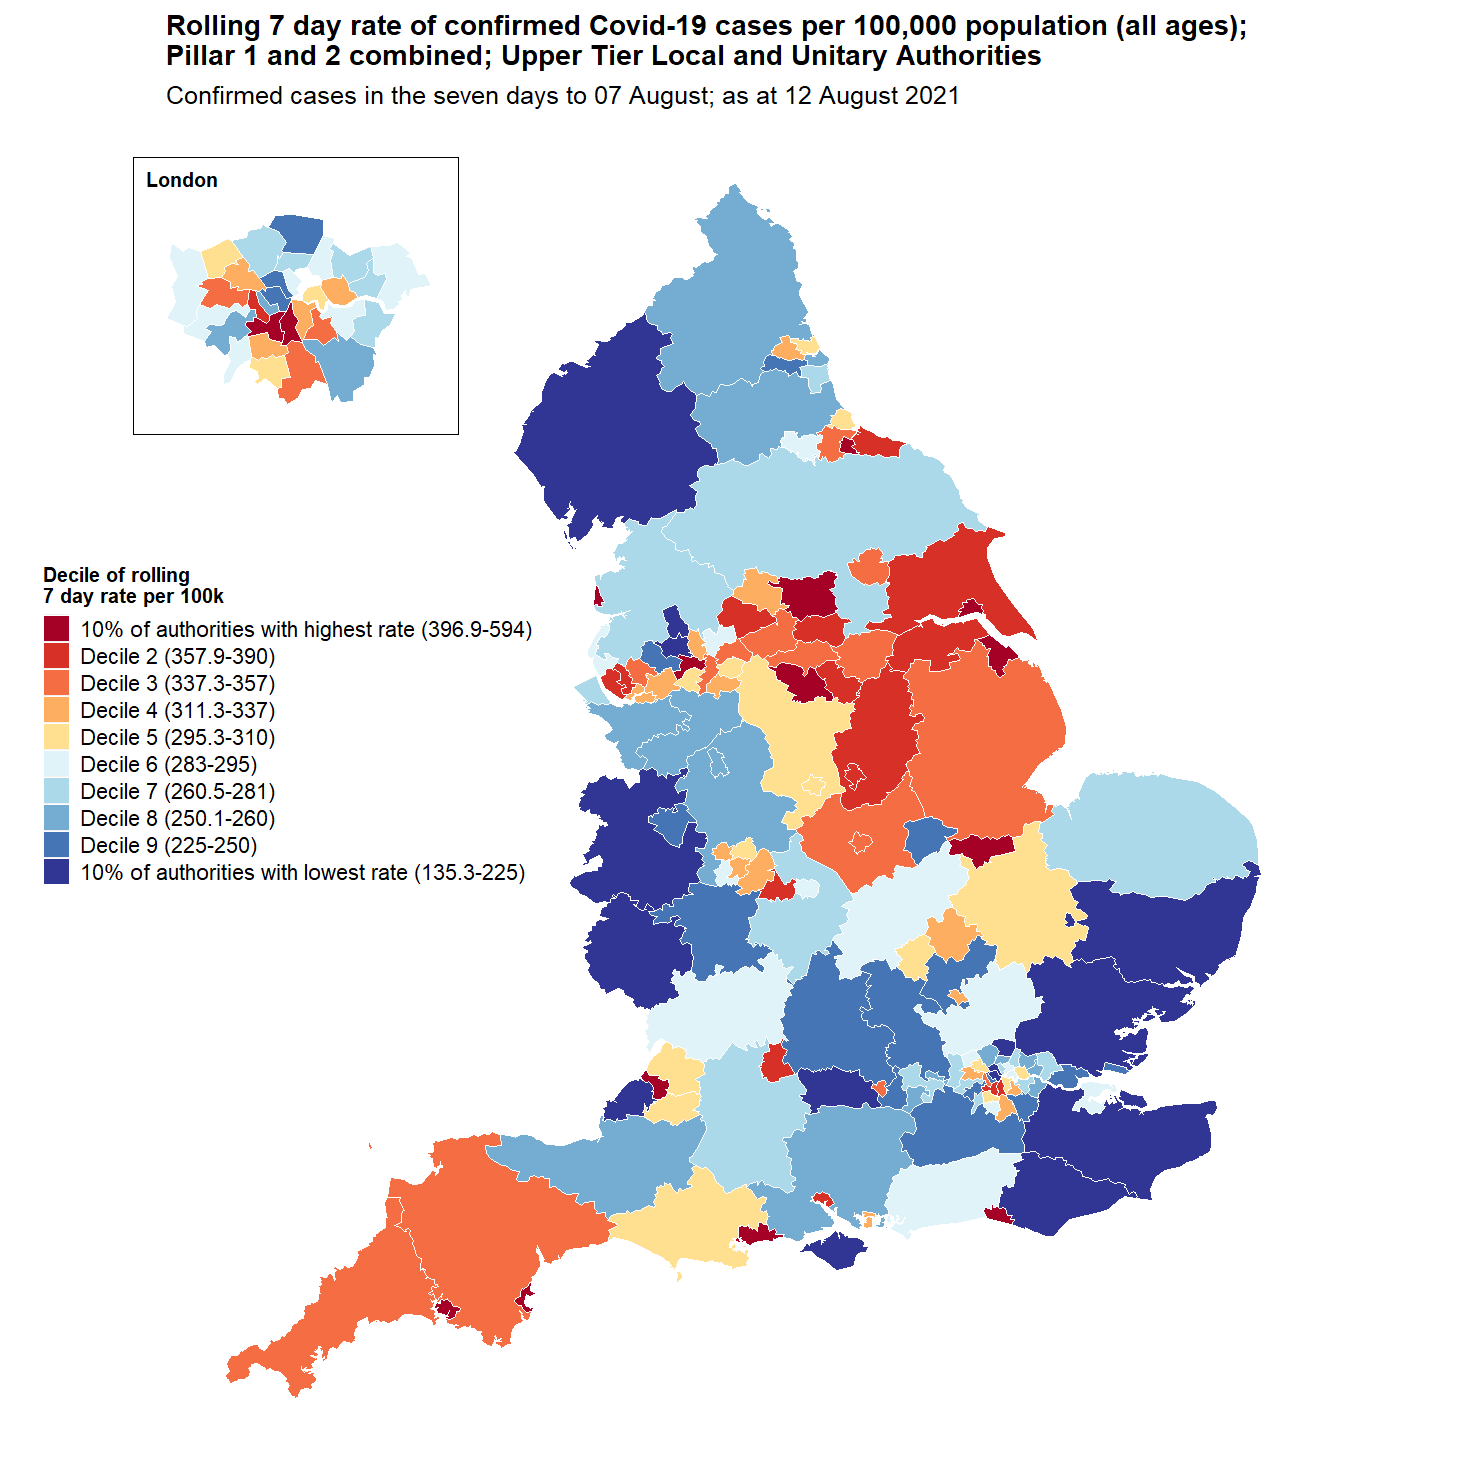 Rolling 7 day rate of confirmed Covid-19 cases per 100,000 population (all ages);
Pillar 1 and 2 combined; Upper Tier Local and Unitary Authorities
Confirmed cases in the seven days to 07 August; as at 12 August 2021
London
Decile of rolling
7 day rate per 100k
10% of authorities with highest rate (396.9-594)
Decile 2 (357.9-390)
Decile 3 (337.3-357)
Decile 4 (311.3-337)
Decile 5 (295.3-310)
Decile 6 (283-295)
Decile 7 (260.5-281)
Decile 8 (250.1-260)
Decile 9 (225-250)
10% of authorities with lowest rate (135.3-225)